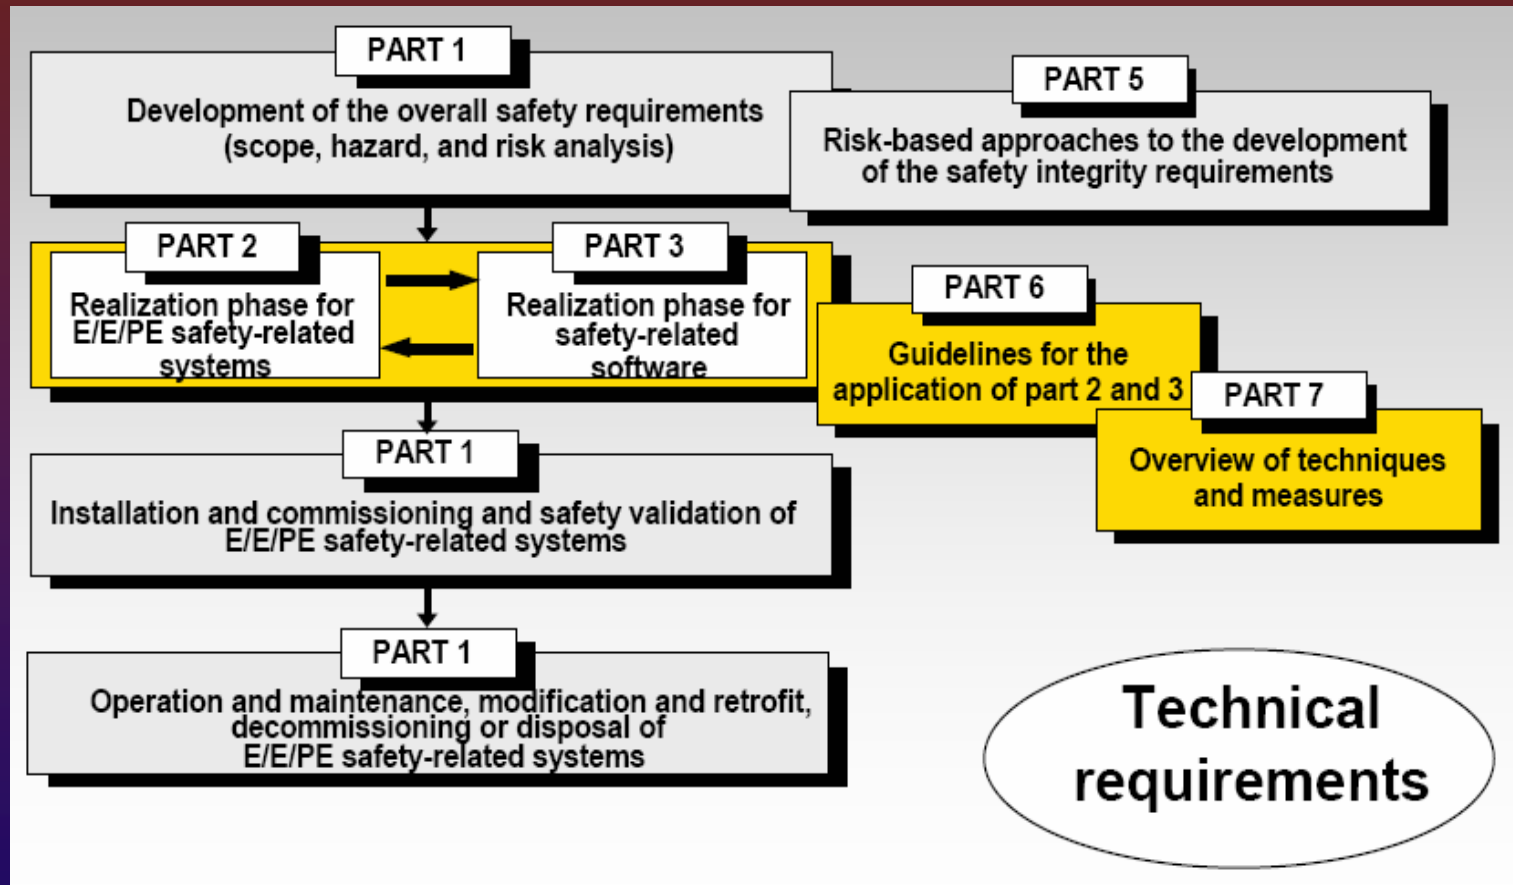 PART 1
Development of the overall safety requirements
(scope, hazard, and risk analysis)
PART 5
Risk-based approaches to the development
of the safety integrity requirements
PART 2
Realization phase for
E/E/PE safety-related
systems
PART 3
Realization phase for
safety-related
software
PART 6
Guidelines for the
application of part 2 and 3
PART 7
Overview of techniques
and measures
PART 1
Installation and commissioning and safety validation of
E/E/PE safety-related systems
PART 1
Operation and maintenance, modification and retrofit,
decommissioning or disposal of
E/E/PE safety-related systems
Technical
requirements